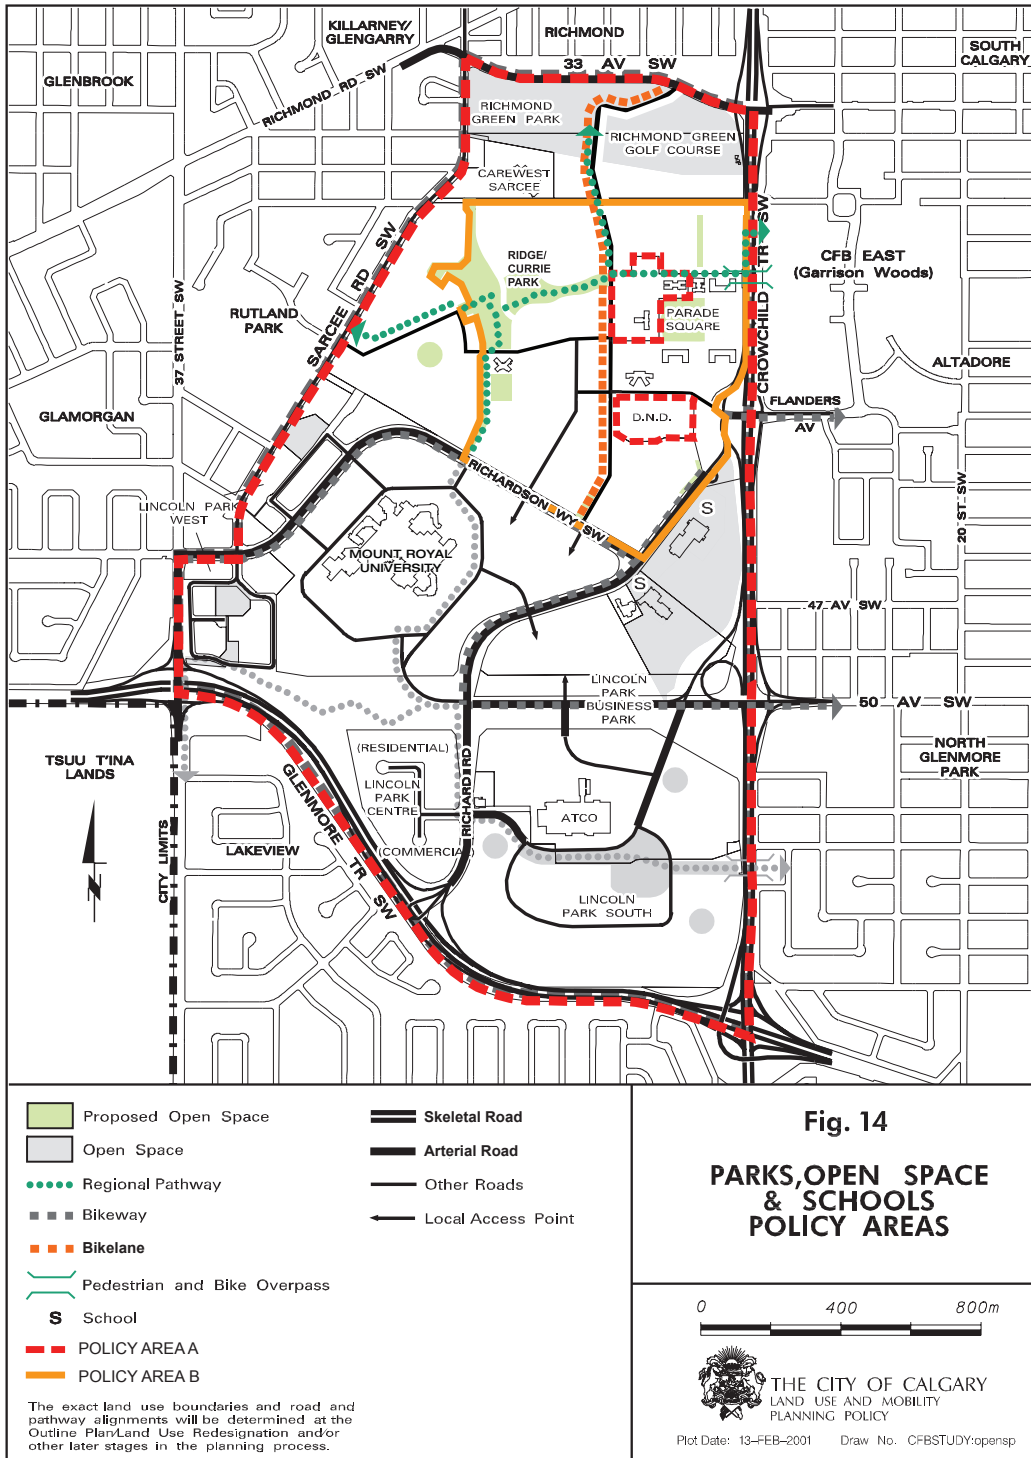 KILLARNEY/
GLENGARRY
RICHMOND
SOUTH
CALGARY
GLENBROOK
33 AV SW
RICHMOND RD SW
RICHMOND
GREEN PARK
RICHMOND GREEN
GOLF COURSE
CAREWEST
SARCEE
SARCEE RD SW
CROWCHILD TR SW
RIDGE/
CURRIE
PARK
CFB EAST
(Garrison Woods)
37 STREET SW
RUTLAND
PARK
PARADE
SQUARE
ALTADORE
GLAMORGAN
D.N.D.
FLANDERS
AV
RICHARDSON WY SW
LINCOLN PARK
WEST
S
20 ST SW
MOUNT ROYAL
UNIVERSITY
S
47 AV SW
LINCOLN
PARK
BUSINESS
PARK
50 AV SW
TSUU T'INA
LANDS
(RESIDENTIAL)
NORTH
GLENMORE
PARK
GLENMORE TR SW
LINCOLN
PARK
CENTRE
RICHARD RD
ATCO
CITY LIMITS
LAKEVIEW
(COMMERCIAL)
LINCOLN
PARK SOUTH
Proposed Open Space
Open Space
Regional Pathway
Bikeway
Bikelane
Pedestrian and Bike Overpass
S School
POLICY AREA A
POLICY AREA B
The exact land use boundaries and road and
pathway alignments will be determined at the
Outline Plan/Land Use Redesignation and/or
other later stages in the planning process.
Skeletal Road
Arterial Road
Other Roads
Local Access Point
Fig. 14
PARKS,OPEN SPACE
& SCHOOLS
POLICY AREAS
0 400 800m
THE CITY OF CALGARY
LAND USE AND MOBILITY
PLANNING POLICY
Plot Date: 13-FEB-2001 Draw No. CFBSTUDY:opensp